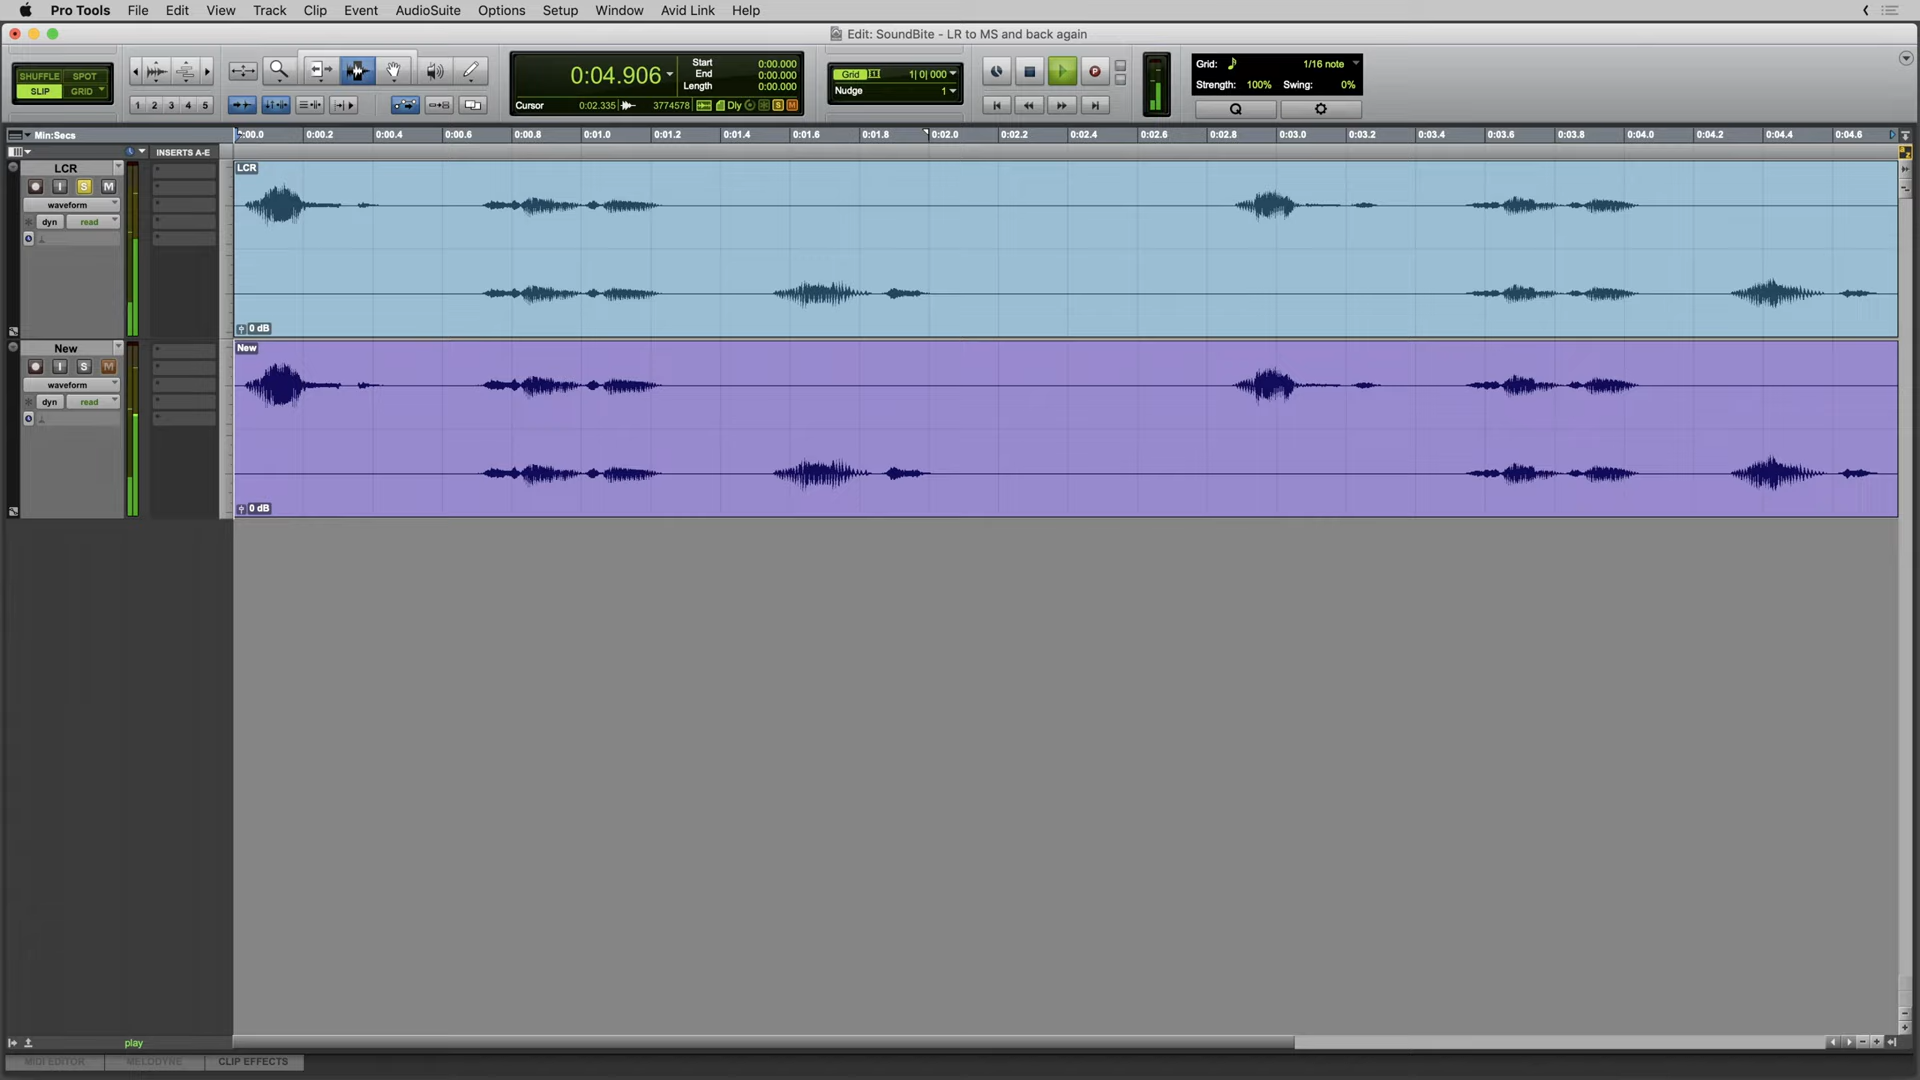 Pro Tools File Edit View Track Clip Event AudioSuite Options Setup Window Avid Link Help
Edit: SoundBite - LR to MS and back again
SHUFFLE SPOT
SLIP GRID
1 2 3 4 5
0:04.906
Start 0:00.000
End 0:00.000
Length 0:00.000
Cursor 0:02.335 3774578 Dly S M
Grid 1| 0| 000
Nudge 1
P
Grid: 1/16 note
Strength: 100% Swing: 0%
Q
Min:Secs
0:00.0 0:00.2 0:00.4 0:00.6 0:00.8 0:01.0 0:01.2 0:01.4 0:01.6 0:01.8 0:02.0 0:02.2 0:02.4 0:02.6 0:02.8 0:03.0 0:03.2 0:03.4 0:03.6 0:03.8 0:04.0 0:04.2 0:04.4 0:04.6
INSERTS A-E
LCR
I S M
waveform
dyn read
LCR
0 dB
New
I S M
waveform
dyn read
New
0 dB
play
MIDI EDITOR MELODYNE CLIP EFFECTS